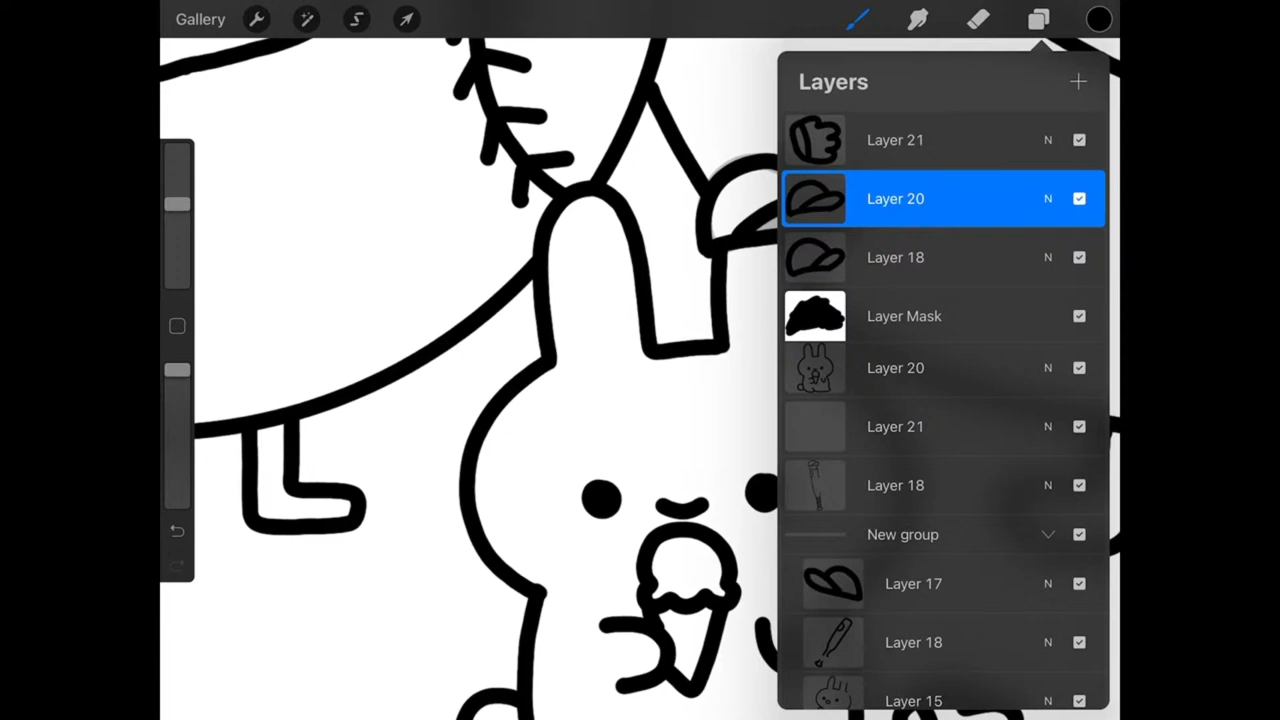 Gallery
Layers
Layer 21 N
Layer 20 N
Layer 18 N
Layer Mask
Layer 20 N
Layer 21 N
Layer 18 N
New group
Layer 17 N
Layer 18 N
Layer 15 N